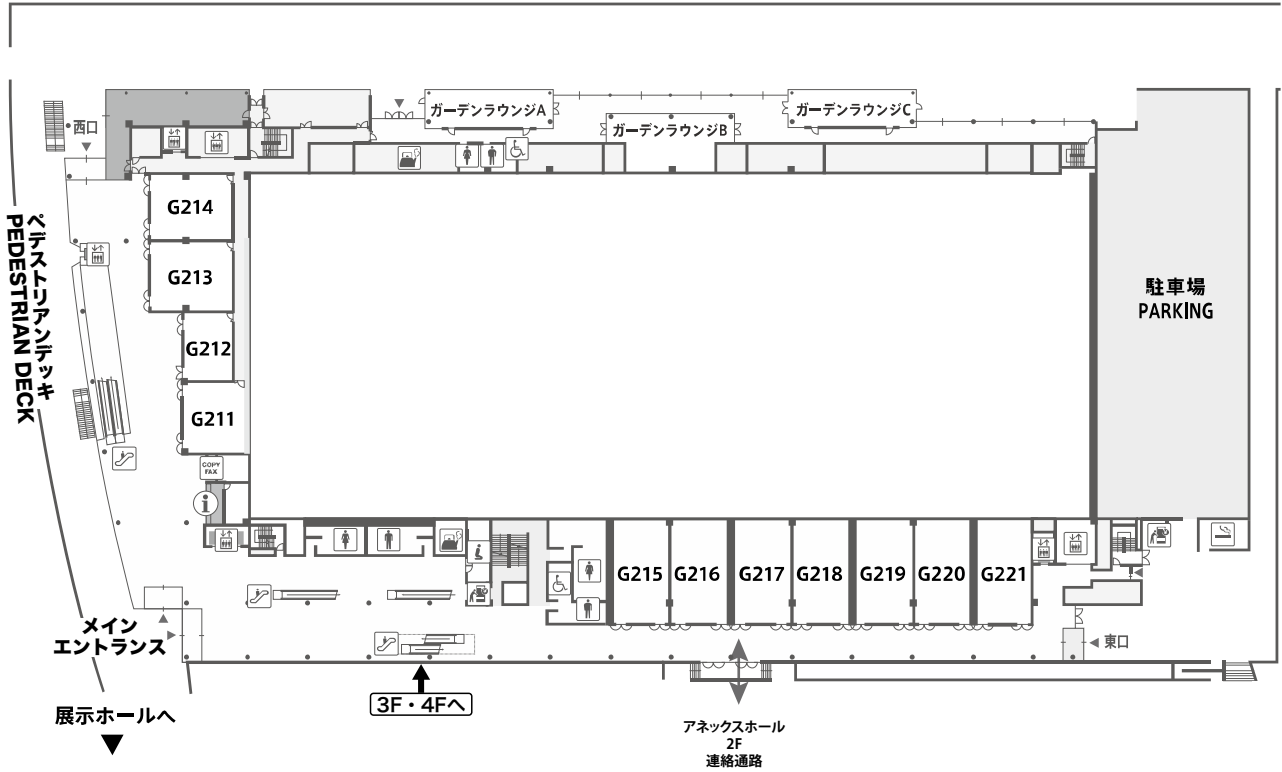 ガーデンラウンジA
ガーデンラウンジC
ガーデンラウンジB
西口
G214
G213
G212
G211
ペデストリアンデッキ
PEDESTRIAN DECK
駐車場
PARKING
COPY
FAX
i
G215
G216
G217
G218
G219
G220
G221
メイン
エントランス
東口
3F・4Fへ
展示ホールへ
アネックスホール
2F
連絡通路